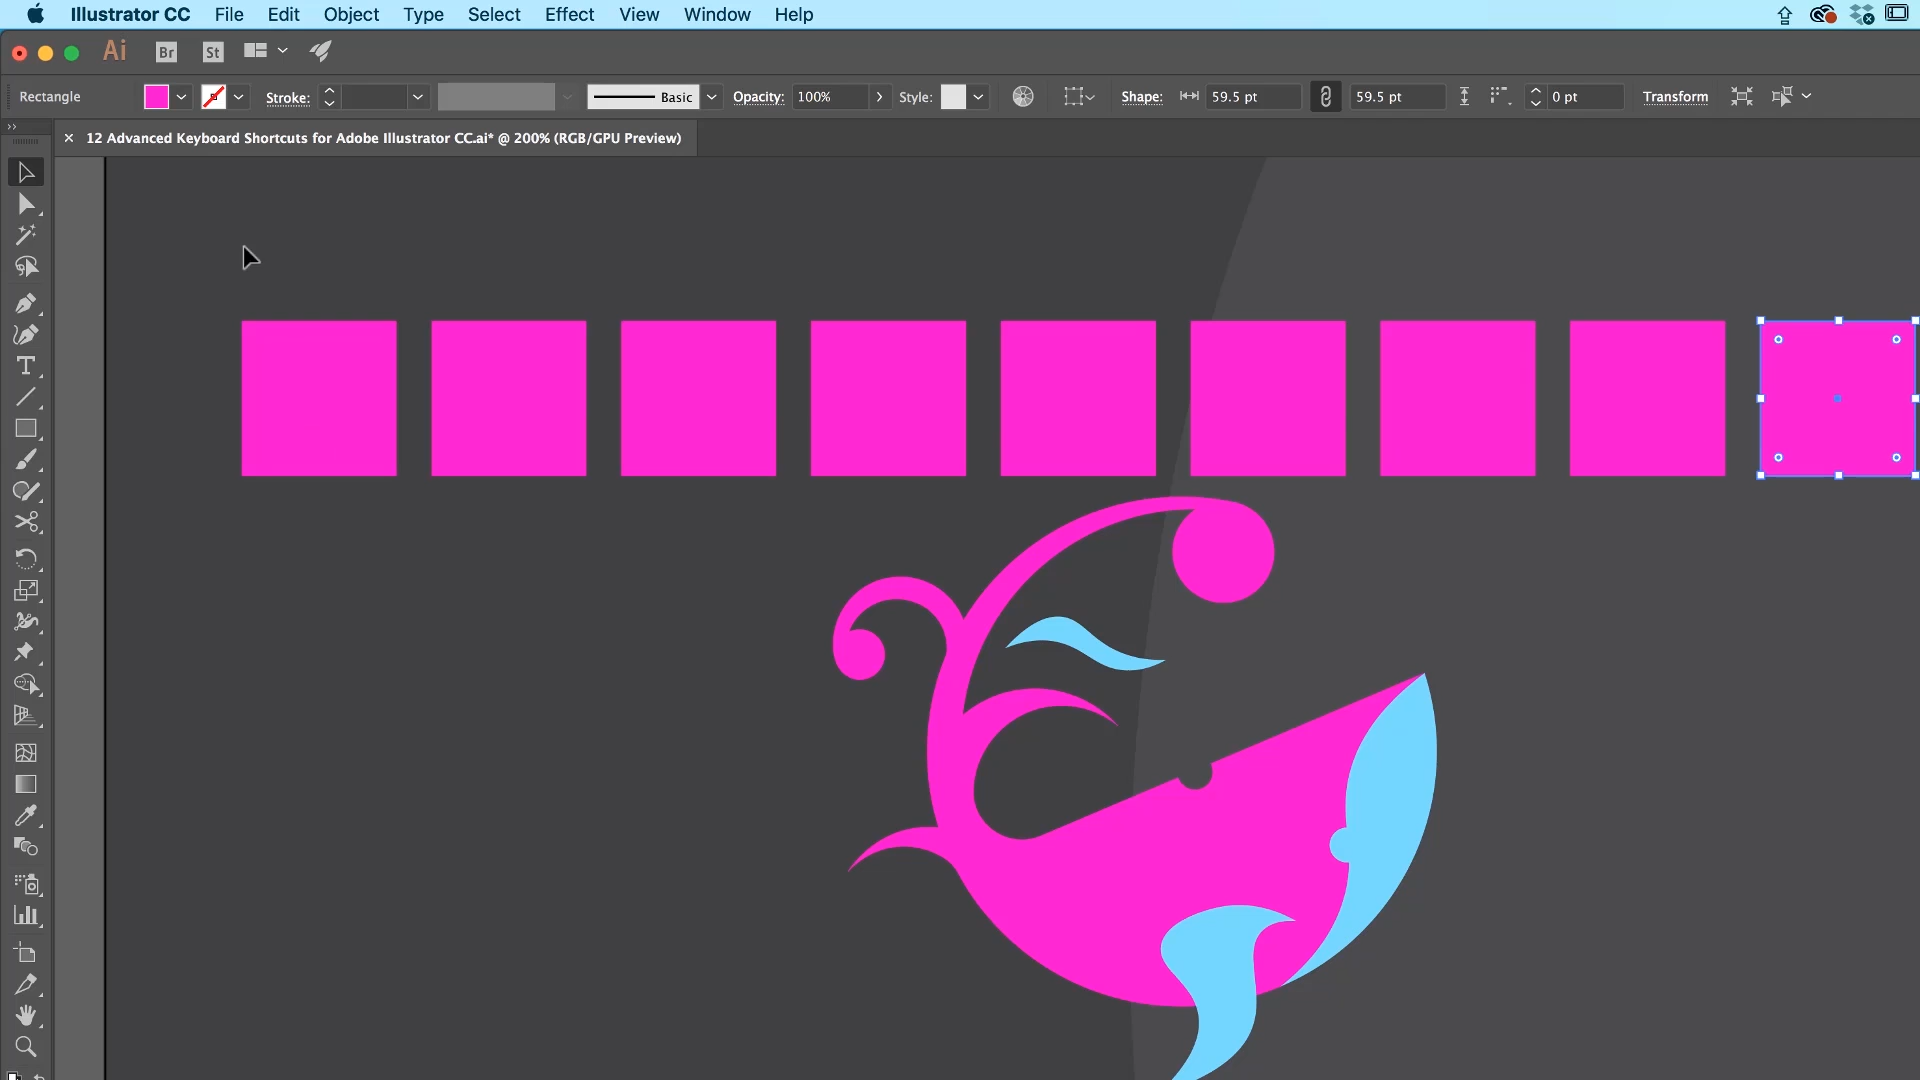 Illustrator CC File Edit Object Type Select Effect View Window Help
Ai Br St
Rectangle Stroke: Basic Opacity: 100% Style: Shape: 59.5 pt 59.5 pt 0 pt Transform
12 Advanced Keyboard Shortcuts for Adobe Illustrator CC.ai* @ 200% (RGB/GPU Preview)